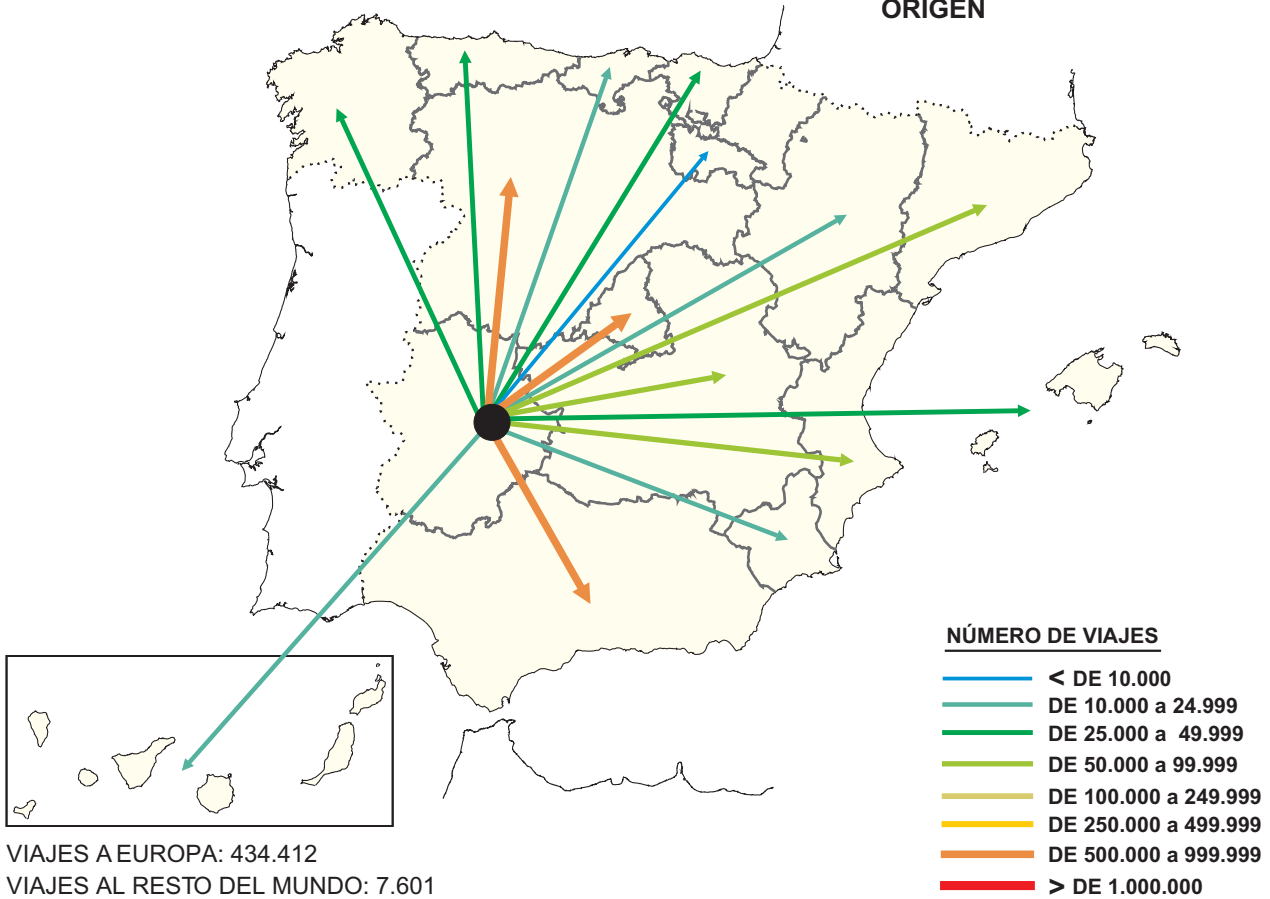 ORIGEN
NÚMERO DE VIAJES
< DE 10.000
DE 10.000 a 24.999
DE 25.000 a 49.999
DE 50.000 a 99.999
DE 100.000 a 249.999
DE 250.000 a 499.999
DE 500.000 a 999.999
> DE 1.000.000
VIAJES A EUROPA: 434.412
VIAJES AL RESTO DEL MUNDO: 7.601